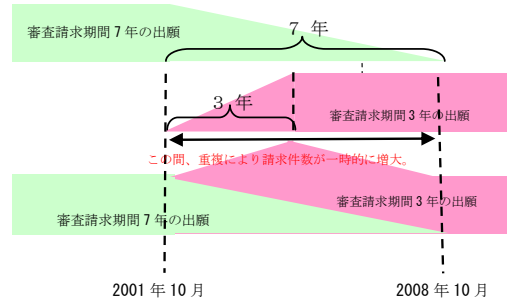 ７ 年
審査請求期間 7 年の出願
３ 年
審査請求期間 3 年の出願
この間、重複により請求件数が一時的に増大。
審査請求期間 3 年の出願
審査請求期間 7 年の出願
2001 年 10 月
2008 年 10 月